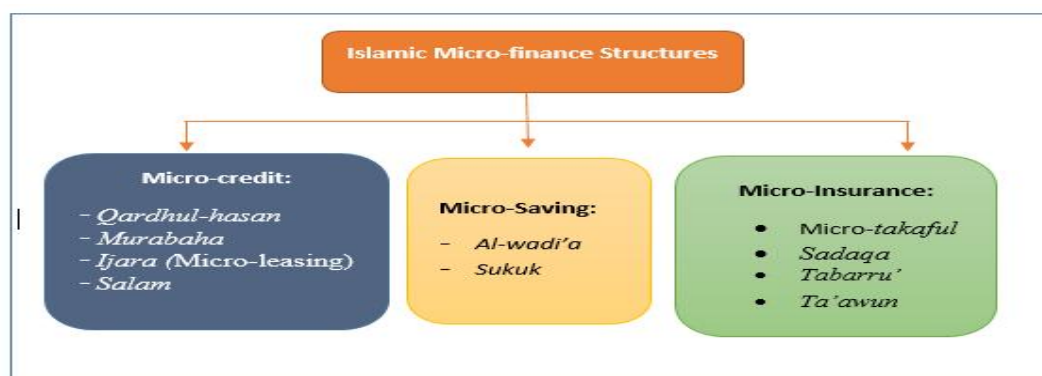 Islamic Micro-finance Structures
Micro-credit:
- Qardhul-hasan
- Murabaha
- Ijara (Micro-leasing)
- Salam
Micro-Saving:
- Al-wadi’a
- Sukuk
Micro-Insurance:
• Micro-takaful
• Sadaqa
• Tabarru’
• Ta’awun